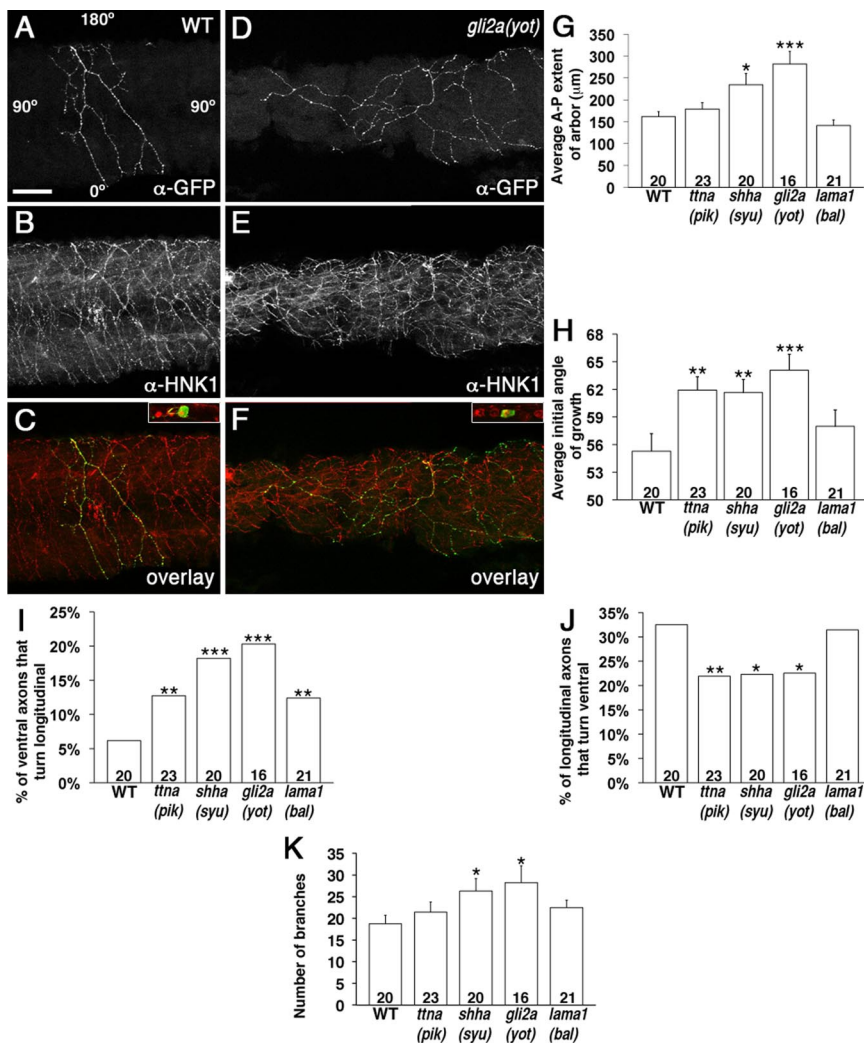 A
WT
180º
90º
90º
0º
α-GFP
B
α-HNK1
C
overlay
D
gli2a(yot)
α-GFP
E
α-HNK1
F
overlay
G
Average A-P extent
of arbor (μm)
350
300
250
200
150
100
50
0
*
***
20
23
20
16
21
WT
ttna
shha
gli2a
lama1
(pik)
(syu)
(yot)
(bal)
H
Average initial angle
of growth
68
65
62
59
56
53
50
**
**
***
20
23
20
16
21
WT
ttna
shha
gli2a
lama1
(pik)
(syu)
(yot)
(bal)
I
% of ventral axons that
turn longitudinal
25%
20%
15%
10%
5%
0%
**
***
***
**
20
23
20
16
21
WT
ttna
shha
gli2a
lama1
(pik)
(syu)
(yot)
(bal)
J
% of longitudinal axons
that turn ventral
35%
30%
25%
20%
15%
10%
5%
0%
**
*
*
20
23
20
16
21
WT
ttna
shha
gli2a
lama1
(pik)
(syu)
(yot)
(bal)
K
Number of branches
35
30
25
20
15
10
5
0
*
*
20
23
20
16
21
WT
ttna
shha
gli2a
lama1
(pik)
(syu)
(yot)
(bal)